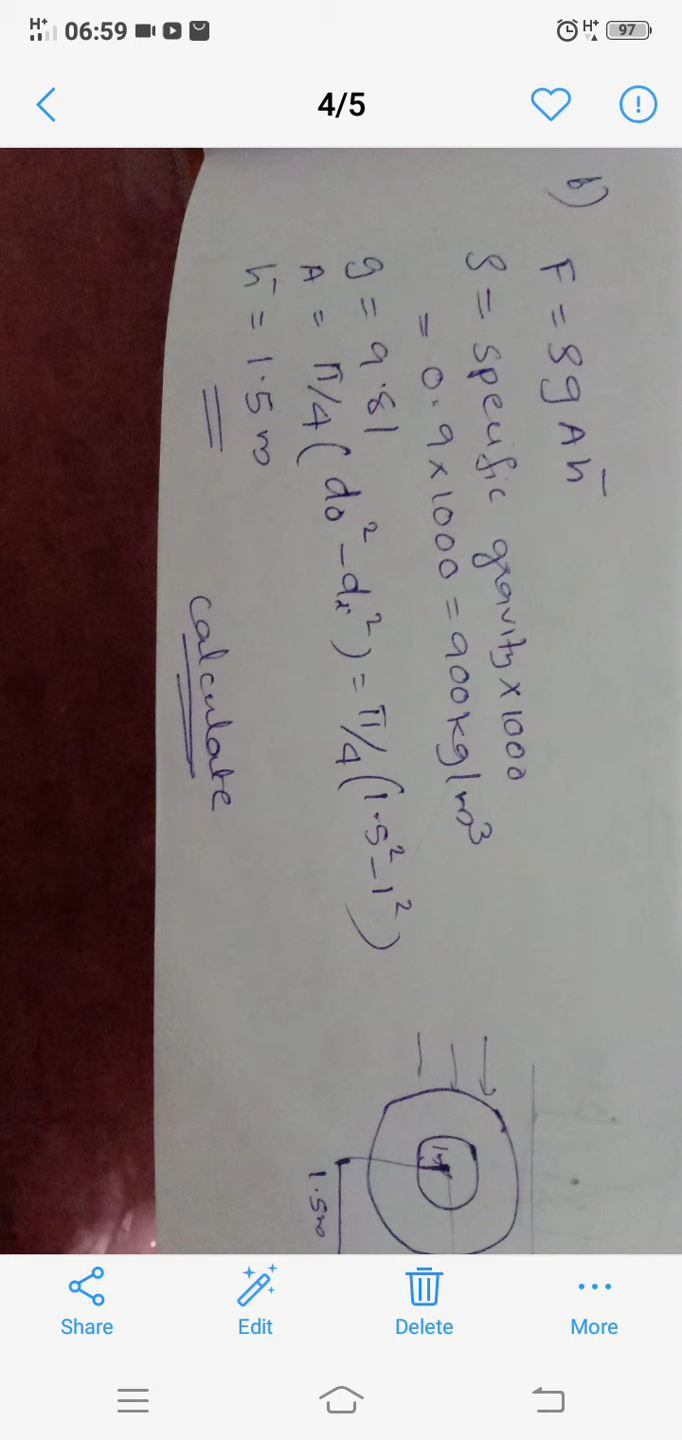 H+ 06:59 H+ 97
4/5
b) F = ρgAh̄
ρ = specific gravity x 1000
= 0.9 x 1000 = 900 kg/m³
g = 9.81
A = π/4 (do² - di²) = π/4 (1.5² - 1²)
h̄ = 1.5m
calculate
1m
1.5m
Share Edit Delete More